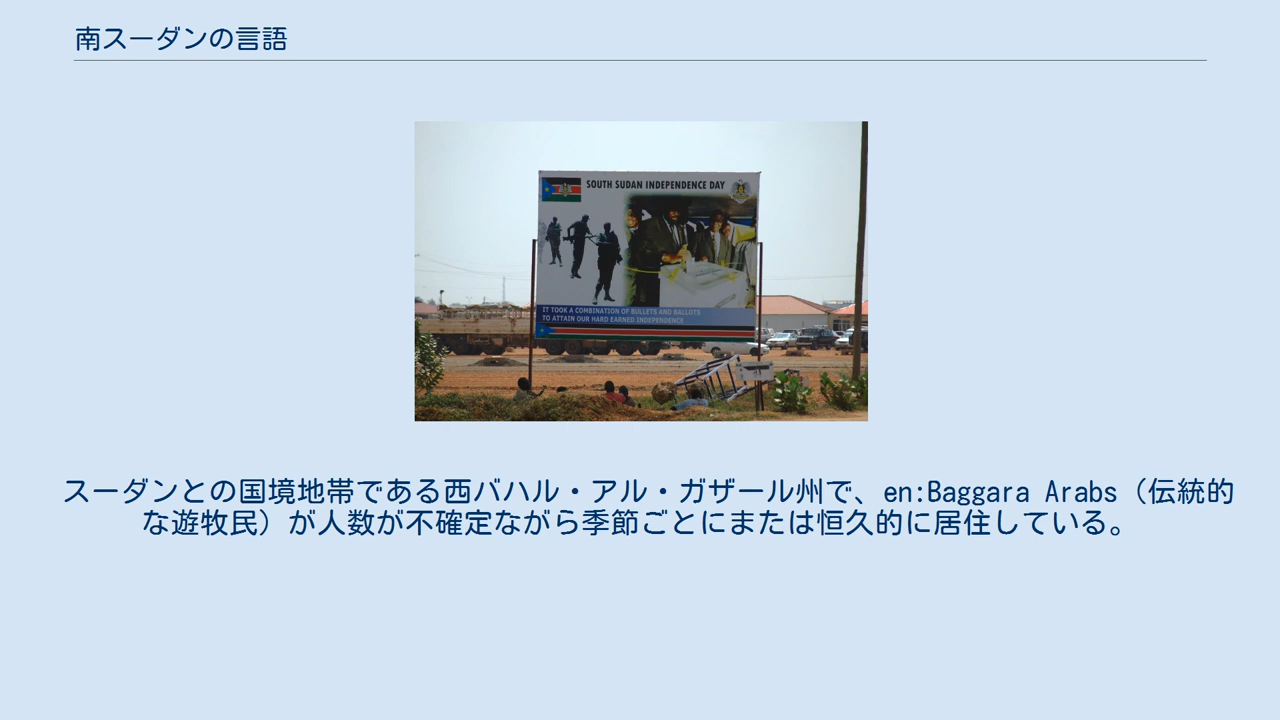 南スーダンの言語
SOUTH SUDAN INDEPENDENCE DAY
IT TOOK A COMBINATION OF BULLETS AND BALLOTS
TO ATTAIN OUR HARD EARNED INDEPENDENCE
スーダンとの国境地帯である西バハル・アル・ガザール州で、en:Baggara Arabs（伝統的
な遊牧民）が人数が不確定ながら季節ごとにまたは恒久的に居住している。